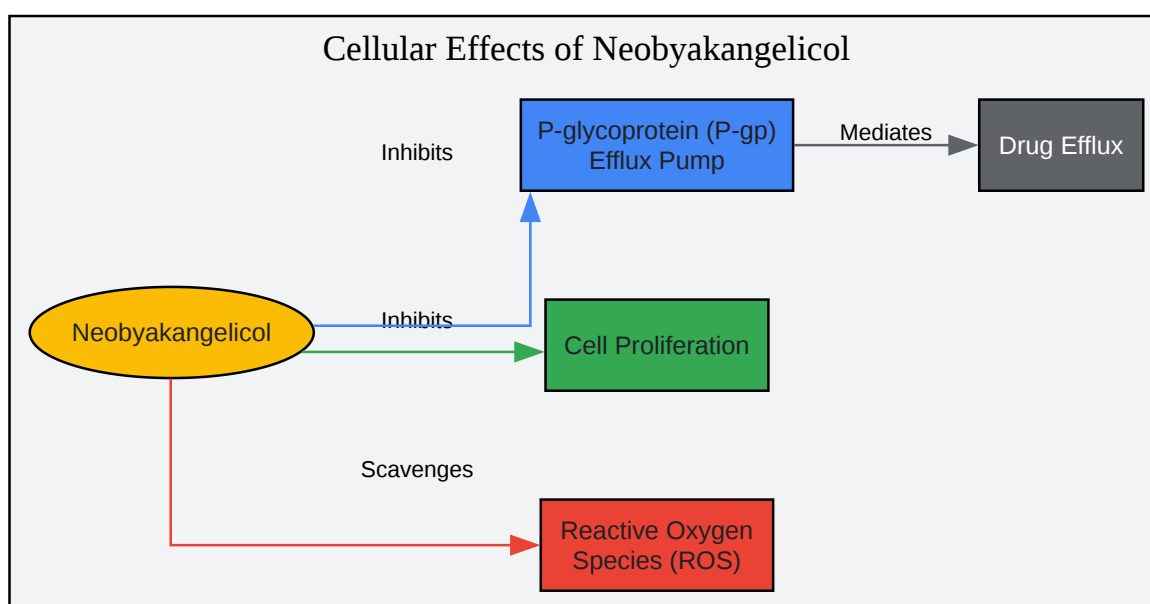 Cellular Effects of Neobyakangelicol
P-glycoprotein (P-gp)
Efflux Pump
Mediates
Drug Efflux
Inhibits
Neobyakangelicol
Inhibits
Cell Proliferation
Scavenges
Reactive Oxygen
Species (ROS)